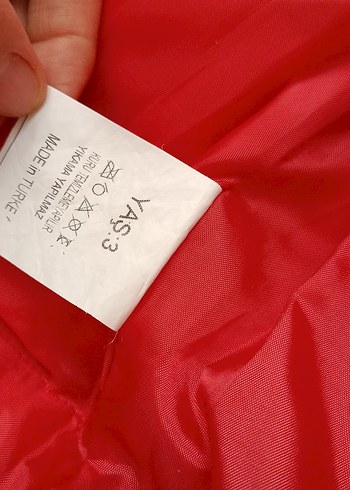 YAŞ:3
KURU TEMİZLEME YAPILIR
YIKAMA YAPILMAZ
MADE in TURKEY